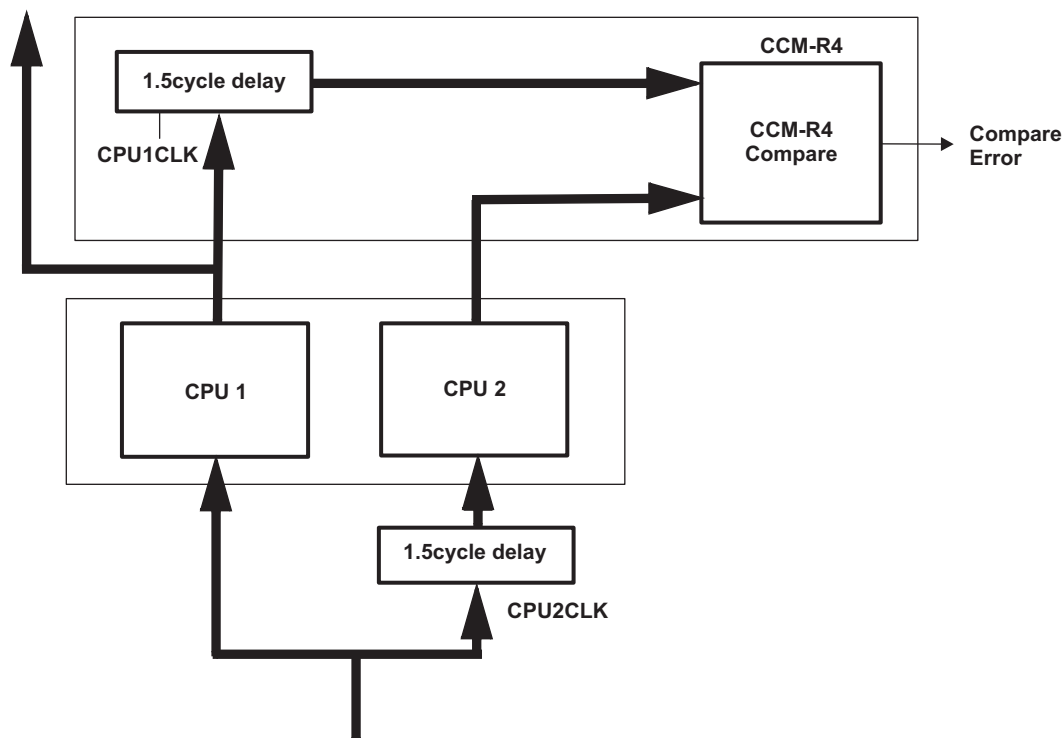 CCM-R4
1.5cycle delay
CPU1CLK
CCM-R4
Compare
Compare
Error
CPU 1
CPU 2
1.5cycle delay
CPU2CLK